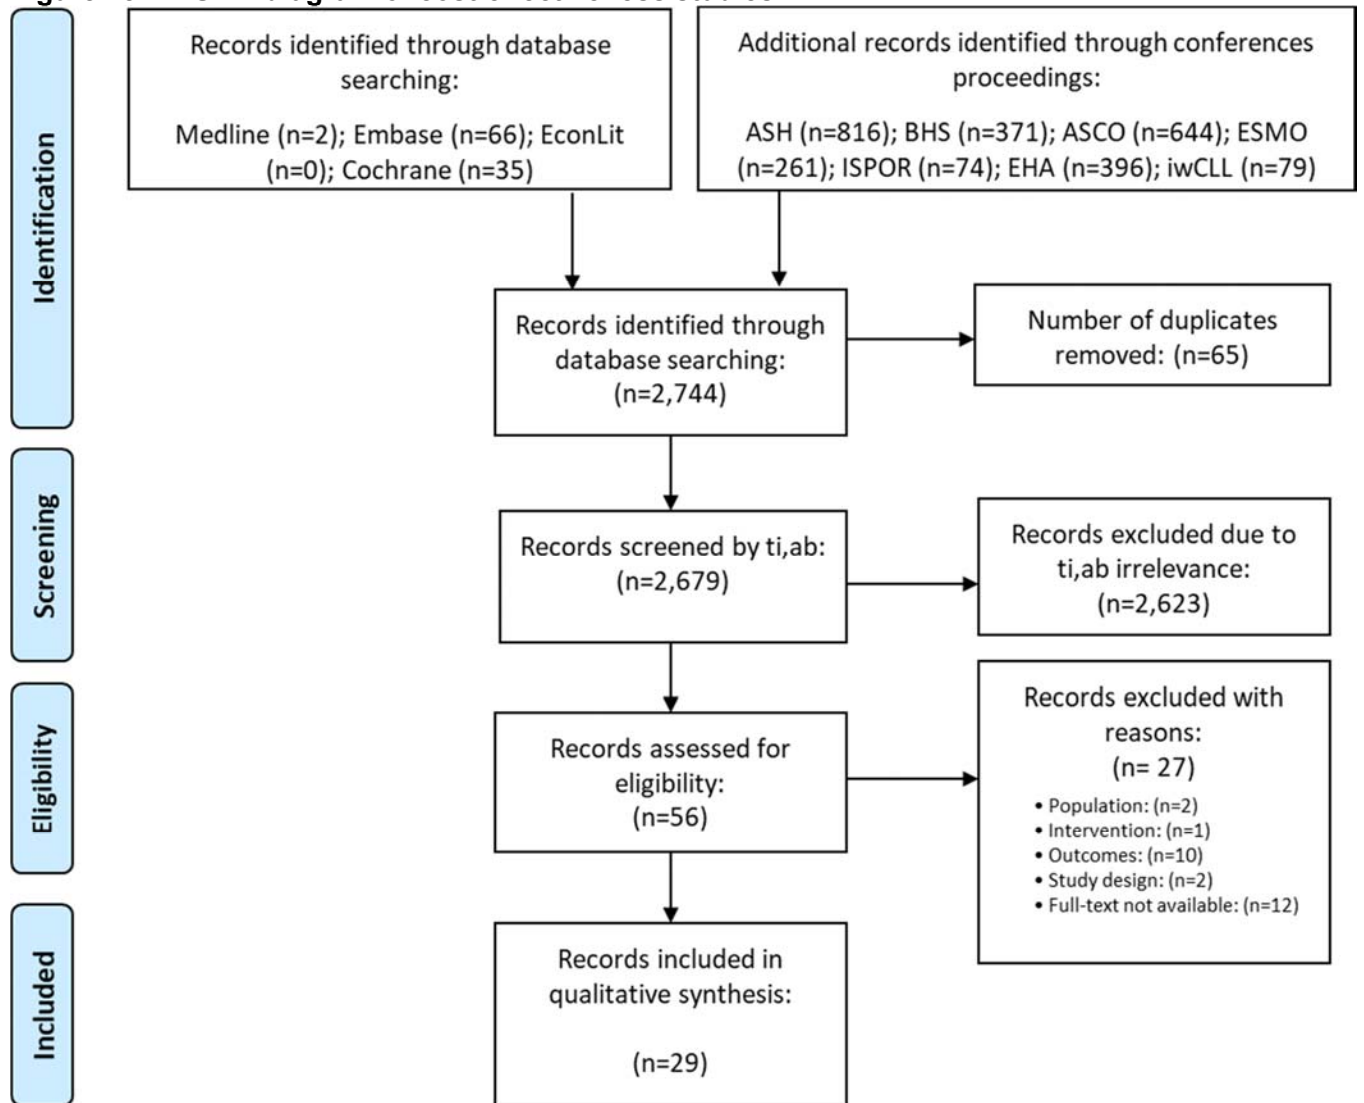 Records identified through database
searching:
Medline (n=2); Embase (n=66); EconLit
(n=0); Cochrane (n=35)
Additional records identified through conferences
proceedings:
ASH (n=816); BHS (n=371); ASCO (n=644); ESMO
(n=261); ISPOR (n=74); EHA (n=396); iwCLL (n=79)
Identification
Records identified through
database searching:
(n=2,744)
Number of duplicates
removed: (n=65)
Screening
Records screened by ti,ab:
(n=2,679)
Records excluded due to
ti,ab irrelevance:
(n=2,623)
Eligibility
Records assessed for
eligibility:
(n=56)
Records excluded with
reasons:
(n= 27)
• Population: (n=2)
• Intervention: (n=1)
• Outcomes: (n=10)
• Study design: (n=2)
• Full-text not available: (n=12)
Included
Records included in
qualitative synthesis:
(n=29)